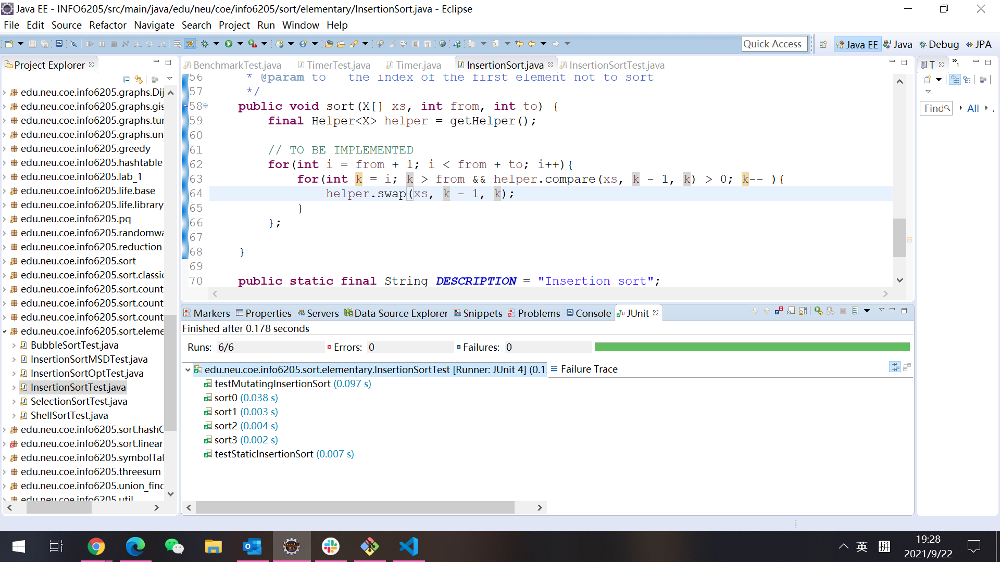 Java EE - INFO6205/src/main/java/edu/neu/coe/info6205/sort/elementary/InsertionSort.java - Eclipse
File Edit Source Refactor Navigate Search Project Run Window Help
Quick Access
Java EE
Java
Debug
JPA
Project Explorer
edu.neu.coe.info6205.graphs.Dij
edu.neu.coe.info6205.graphs.gis
edu.neu.coe.info6205.graphs.tun
edu.neu.coe.info6205.graphs.un
edu.neu.coe.info6205.greedy
edu.neu.coe.info6205.hashtable
edu.neu.coe.info6205.lab_1
edu.neu.coe.info6205.life.base
edu.neu.coe.info6205.life.library
edu.neu.coe.info6205.pq
edu.neu.coe.info6205.randomwa
edu.neu.coe.info6205.reduction
edu.neu.coe.info6205.sort
edu.neu.coe.info6205.sort.classic
edu.neu.coe.info6205.sort.count
edu.neu.coe.info6205.sort.count
edu.neu.coe.info6205.sort.count
edu.neu.coe.info6205.sort.eleme
BubbleSortTest.java
InsertionSortMSDTest.java
InsertionSortOptTest.java
InsertionSortTest.java
SelectionSortTest.java
ShellSortTest.java
edu.neu.coe.info6205.sort.hashC
edu.neu.coe.info6205.sort.linear
edu.neu.coe.info6205.symbolTal
edu.neu.coe.info6205.threesum
edu.neu.coe.info6205.union_find
edu.neu.coe.info6205.util
BenchmarkTest.java TimerTest.java Timer.java InsertionSort.java InsertionSortTest.java
56 * @param to the index of the first element not to sort
57 */
58 public void sort(X[] xs, int from, int to) {
59 final Helper<X> helper = getHelper();
60
61 // TO BE IMPLEMENTED
62 for(int i = from + 1; i < from + to; i++){
63 for(int k = i; k > from && helper.compare(xs, k - 1, k) > 0; k-- ){
64 helper.swap(xs, k - 1, k);
65 }
66 };
67
68 }
69
70 public static final String DESCRIPTION = "Insertion sort";
T
»1
Find
All
Markers Properties Servers Data Source Explorer Snippets Problems Console JUnit
Finished after 0.178 seconds
Runs: 6/6 Errors: 0 Failures: 0
edu.neu.coe.info6205.sort.elementary.InsertionSortTest [Runner: JUnit 4] (0.1
Failure Trace
testMutatingInsertionSort (0.097 s)
sort0 (0.038 s)
sort1 (0.003 s)
sort2 (0.004 s)
sort3 (0.002 s)
testStaticInsertionSort (0.007 s)
Java EE
IDE
英
拼
19:28
2021/9/22